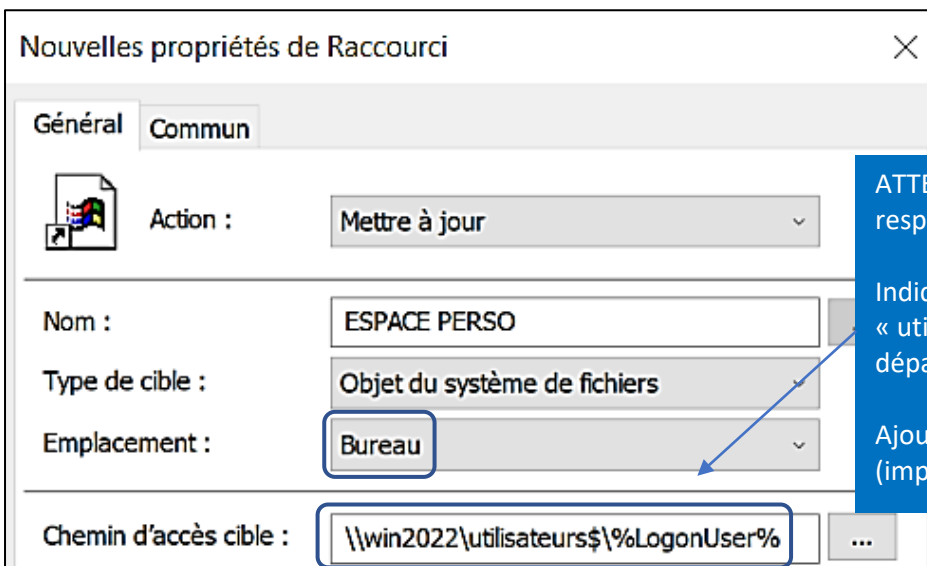 Nouvelles propriétés de Raccourci
Général Commun
Action : Mettre à jour
Nom : ESPACE PERSO
Type de cible : Objet du système de fichiers
Emplacement : Bureau
Chemin d'accès cible : \\win2022\utilisateurs$\%LogonUser% ...